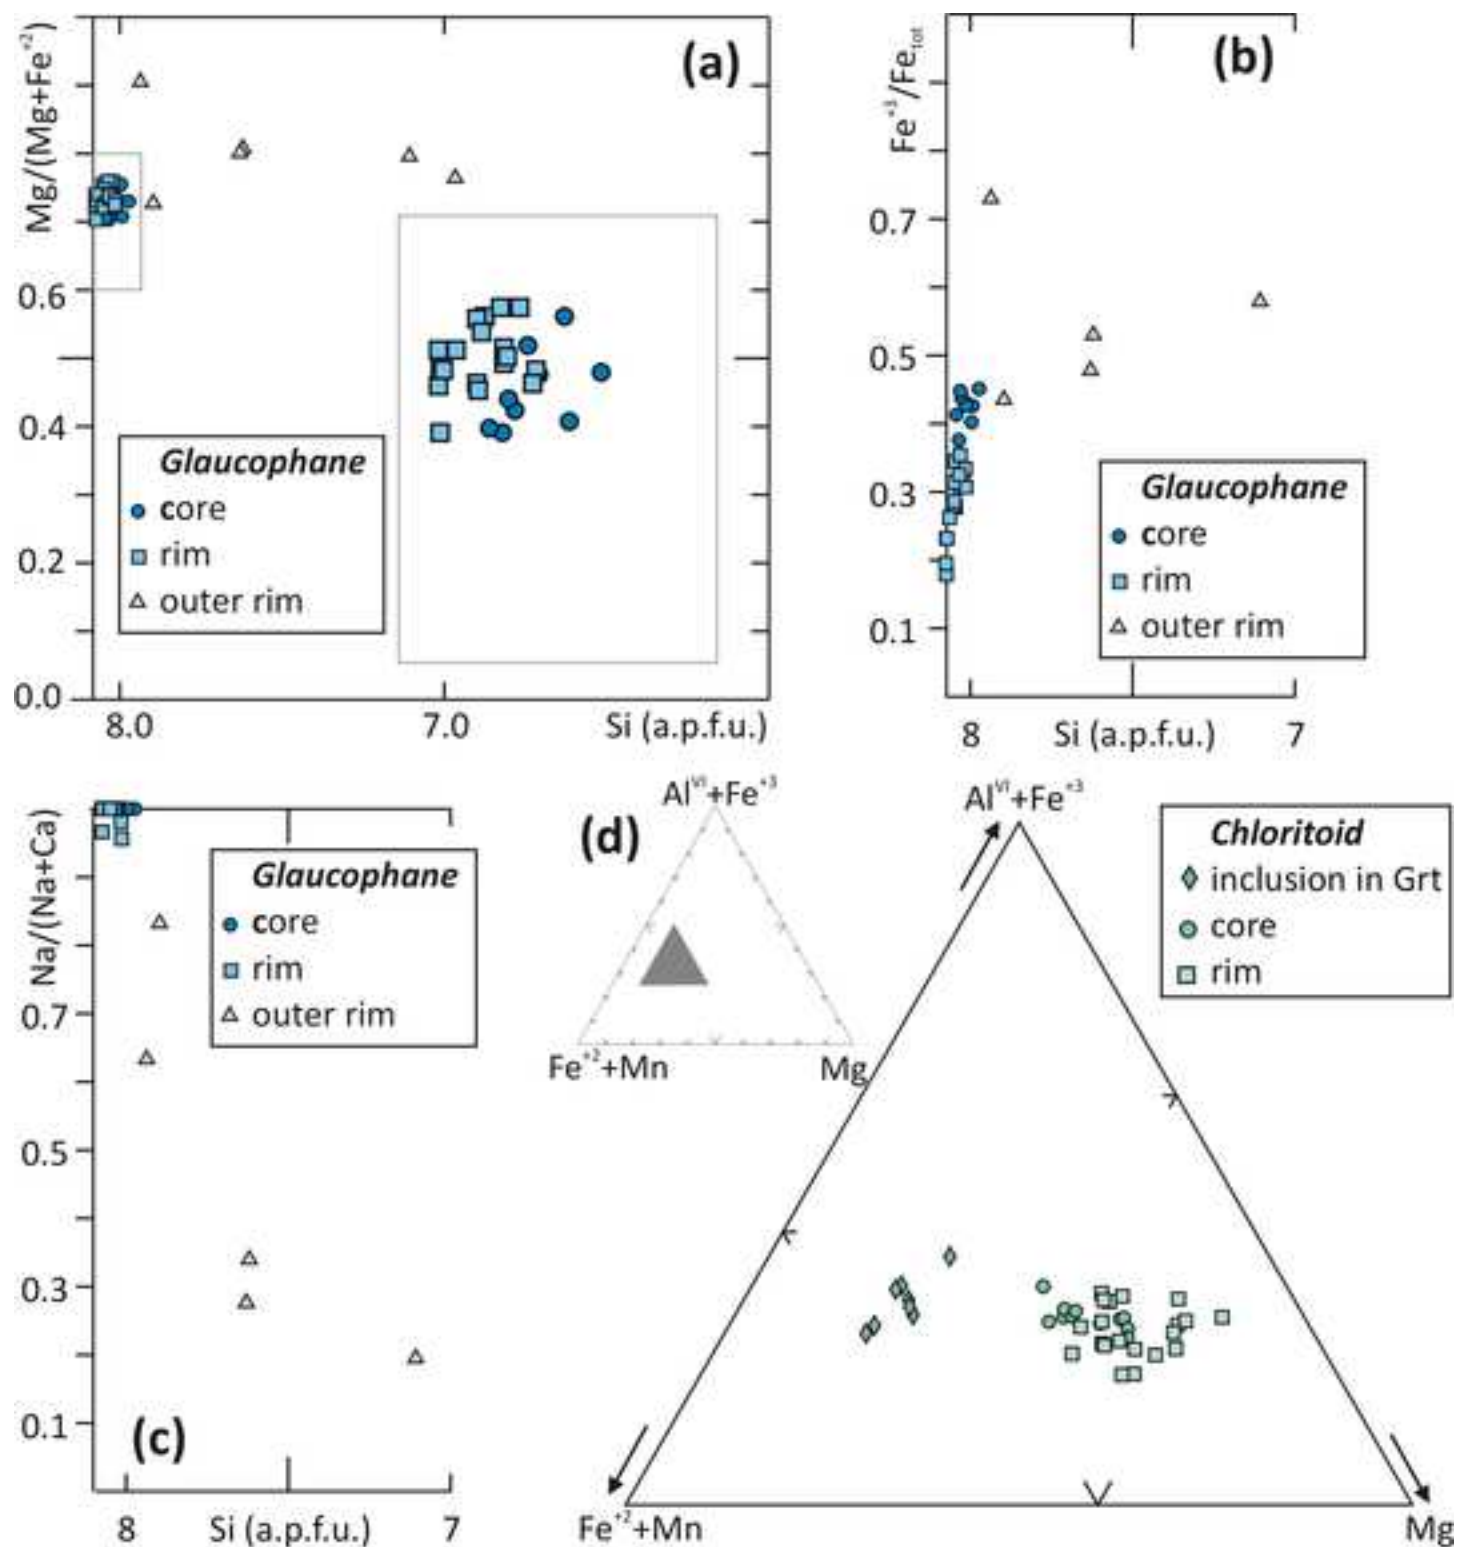 Mg/(Mg+Fe⁺²)
(a)
0.6
0.4
0.2
0.0
8.0
7.0
Si (a.p.f.u.)
Glaucophane
core
rim
outer rim
Fe⁺³/Fetot
(b)
0.7
0.5
0.3
0.1
8
Si (a.p.f.u.)
7
Glaucophane
core
rim
outer rim
Na/(Na+Ca)
0.7
0.5
0.3
0.1
(c)
8
Si (a.p.f.u.)
7
Glaucophane
core
rim
outer rim
(d)
Alⱽᴵ+Fe⁺³
Fe⁺²+Mn
Mg
Alⱽᴵ+Fe⁺³
Fe⁺²+Mn
Mg
Chloritoid
inclusion in Grt
core
rim